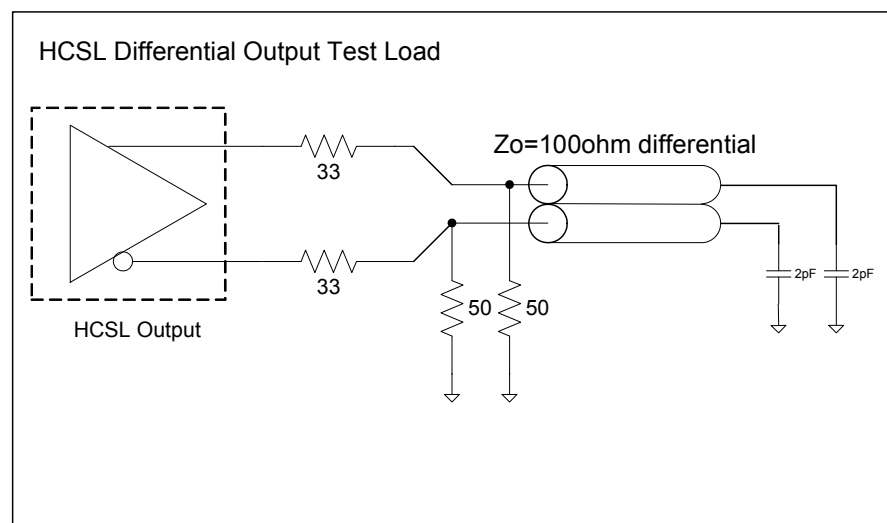 HCSL Differential Output Test Load
Zo=100ohm differential
33
33
50 50
2pF 2pF
HCSL Output